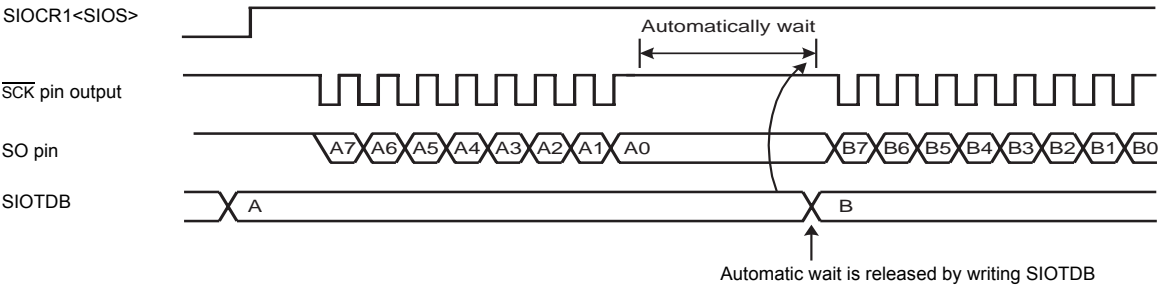 SIOCR1<SIOS>
Automatically wait
SCK pin output
SO pin
A7 A6 A5 A4 A3 A2 A1 A0 B7 B6 B5 B4 B3 B2 B1 B0
SIOTDB
A B
Automatic wait is released by writing SIOTDB